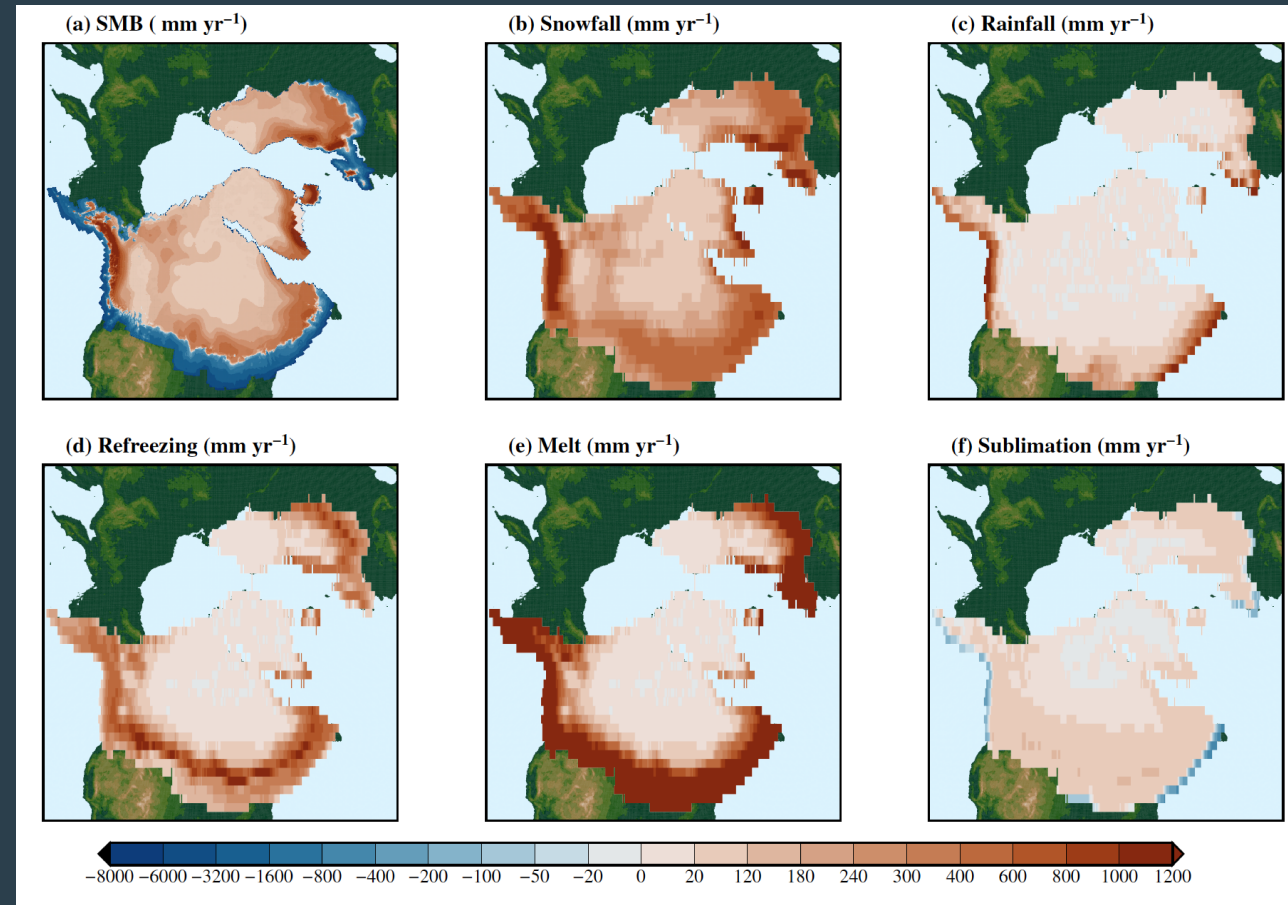 (a) SMB ( mm yr⁻¹)
(b) Snowfall (mm yr⁻¹)
(c) Rainfall (mm yr⁻¹)
(d) Refreezing (mm yr⁻¹)
(e) Melt (mm yr⁻¹)
(f) Sublimation (mm yr⁻¹)
−8000 −6000 −3200 −1600 −800 −400 −200 −100 −50 −20 0 20 120 180 240 300 400 600 800 1000 1200